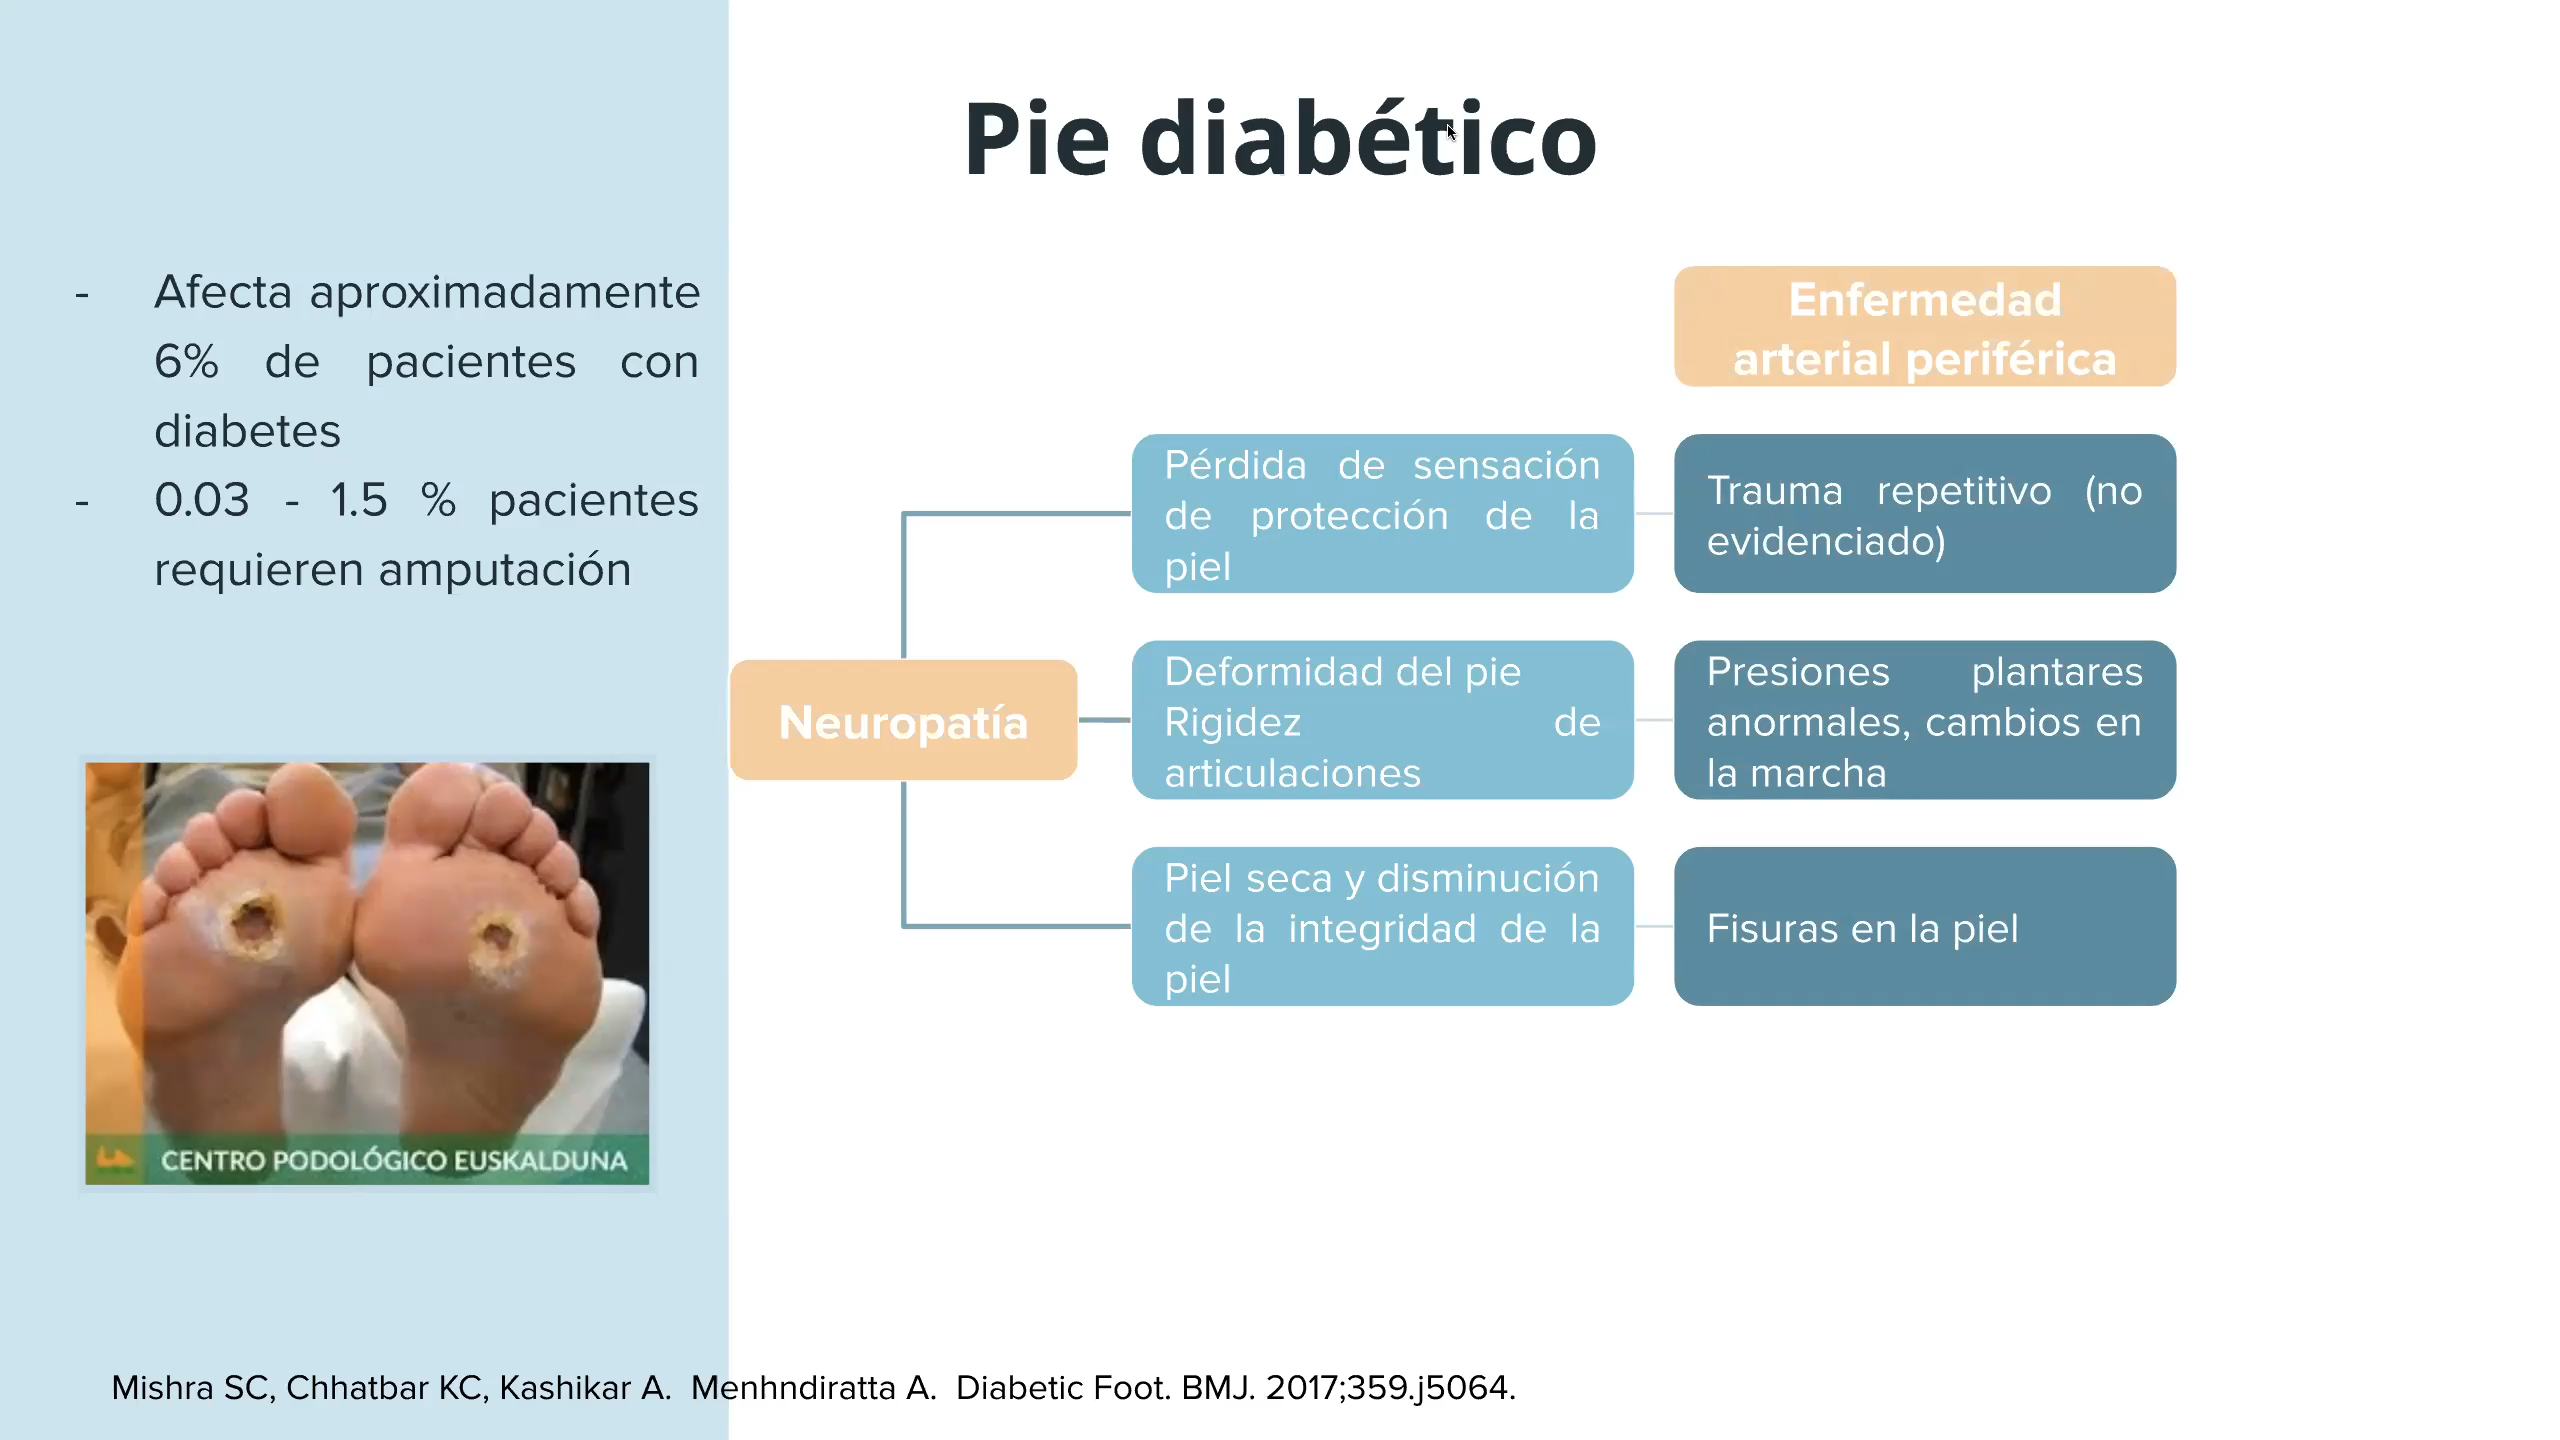 Pie diabético
- Afecta aproximadamente
6% de pacientes con
diabetes
- 0.03 - 1.5 % pacientes
requieren amputación
CENTRO PODOLÓGICO EUSKALDUNA
Neuropatía
Pérdida de sensación
de protección de la
piel
Deformidad del pie
Rigidez de
articulaciones
Piel seca y disminución
de la integridad de la
piel
Enfermedad
arterial periférica
Trauma repetitivo (no
evidenciado)
Presiones plantares
anormales, cambios en
la marcha
Fisuras en la piel
Mishra SC, Chhatbar KC, Kashikar A. Menhndiratta A. Diabetic Foot. BMJ. 2017;359.j5064.